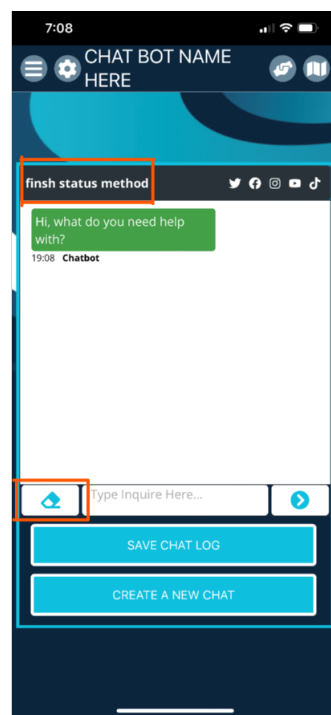 7:08
CHAT BOT NAME
HERE
finsh status method
Hi, what do you need help
with?
19:08 Chatbot
Type Inquire Here...
SAVE CHAT LOG
CREATE A NEW CHAT